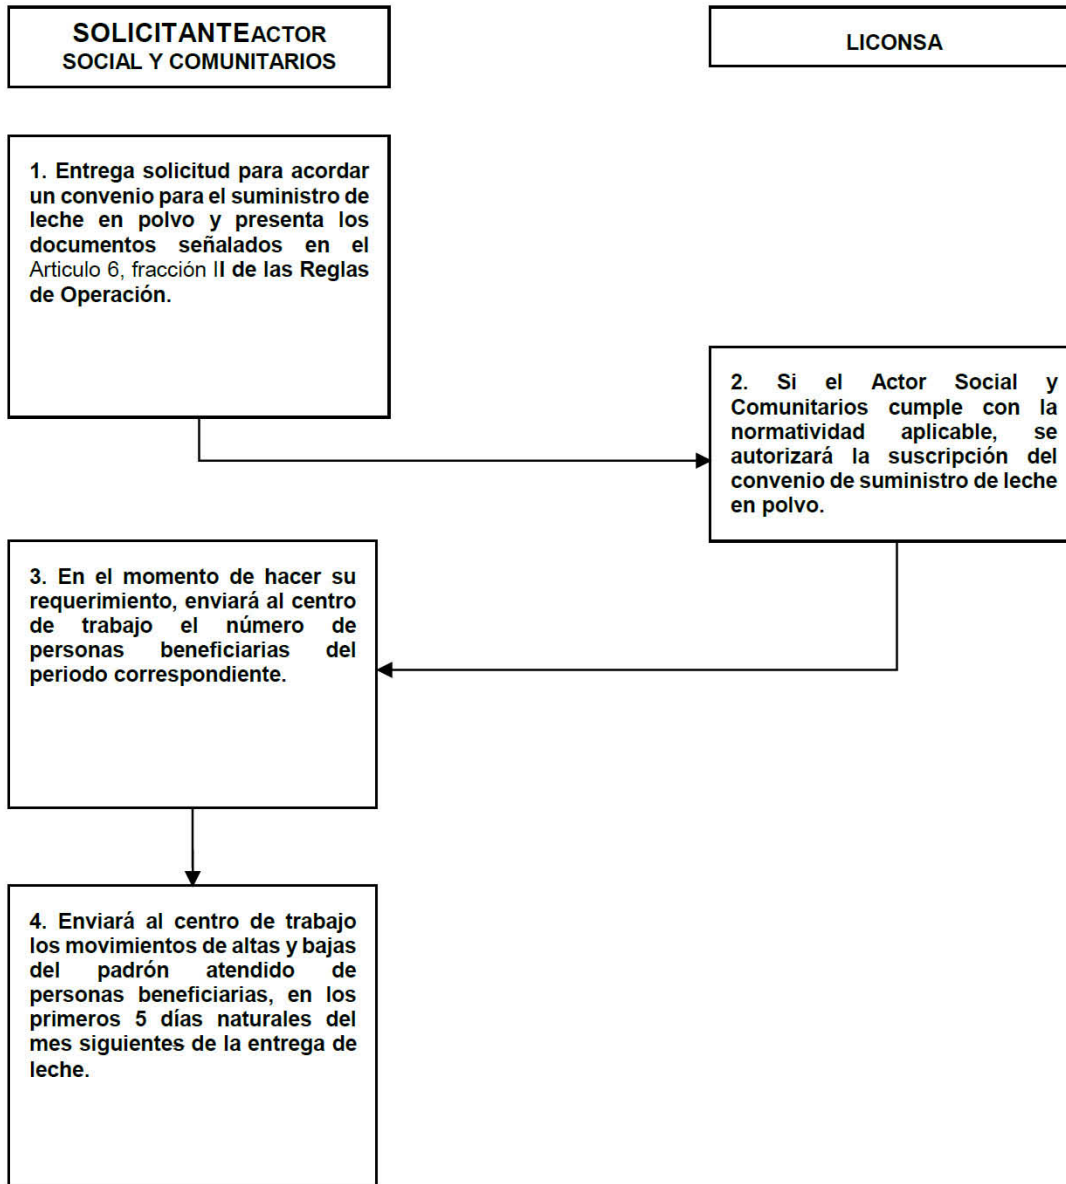 SOLICITANTEACTOR
SOCIAL Y COMUNITARIOS
LICONSA
1. Entrega solicitud para acordar
un convenio para el suministro de
leche en polvo y presenta los
documentos señalados en el
Articulo 6, fracción II de las Reglas
de Operación.
2. Si el Actor Social y
Comunitarios cumple con la
normatividad aplicable, se
autorizará la suscripción del
convenio de suministro de leche
en polvo.
3. En el momento de hacer su
requerimiento, enviará al centro
de trabajo el número de
personas beneficiarias del
periodo correspondiente.
4. Enviará al centro de trabajo
los movimientos de altas y bajas
del padrón atendido de
personas beneficiarias, en los
primeros 5 días naturales del
mes siguientes de la entrega de
leche.